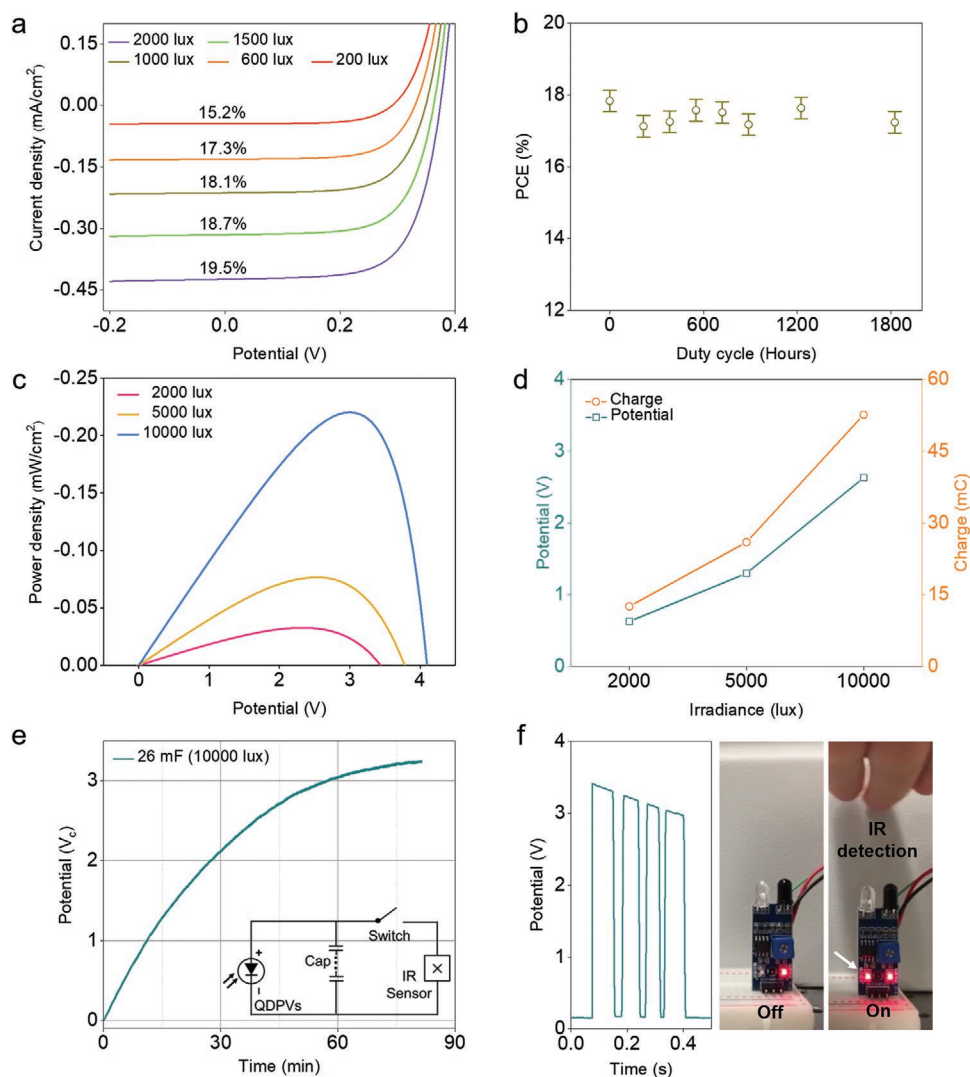 a
2000 lux 1500 lux
1000 lux 600 lux 200 lux
15.2%
17.3%
18.1%
18.7%
19.5%
0.15
0.00
-0.15
-0.30
-0.45
-0.2 0.0 0.2 0.4
Current density (mA/cm²)
Potential (V)
b
20
18
16
14
12
0 600 1200 1800
PCE (%)
Duty cycle (Hours)
c
2000 lux
5000 lux
10000 lux
-0.25
-0.20
-0.15
-0.10
-0.05
0.00
0 1 2 3 4
Power density (mW/cm²)
Potential (V)
d
Charge
Potential
4
3
2
1
0
60
45
30
15
0
2000 5000 10000
Potential (V)
Charge (mC)
Irradiance (lux)
e
26 mF (10000 lux)
3
2
1
0
0 30 60 90
Potential (Vc)
Time (min)
Switch
Cap
+
-
QDPVs
IR
Sensor
f
4
3
2
1
0
0.0 0.2 0.4
Potential (V)
Time (s)
Off
IR
detection
On